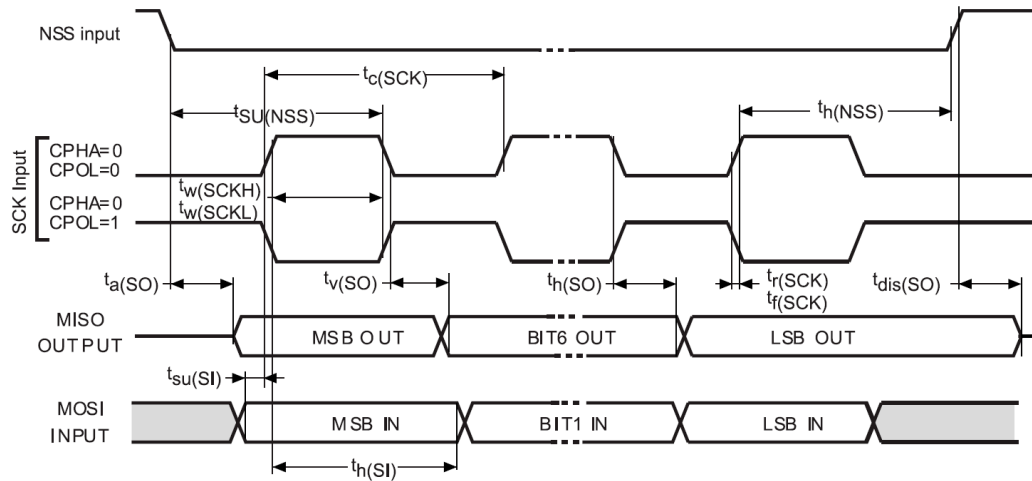 NSS input
tc(SCK)
tSU(NSS)
th(NSS)
SCK Input
CPHA=0
CPOL=0
tw(SCKH)
CPHA=0
tw(SCKL)
CPOL=1
ta(SO)
tv(SO)
th(SO)
tr(SCK)
tf(SCK)
tdis(SO)
MISO
OUTPUT
MSB OUT
BIT6 OUT
LSB OUT
tsu(SI)
MOSI
INPUT
MSB IN
BIT1 IN
LSB IN
th(SI)